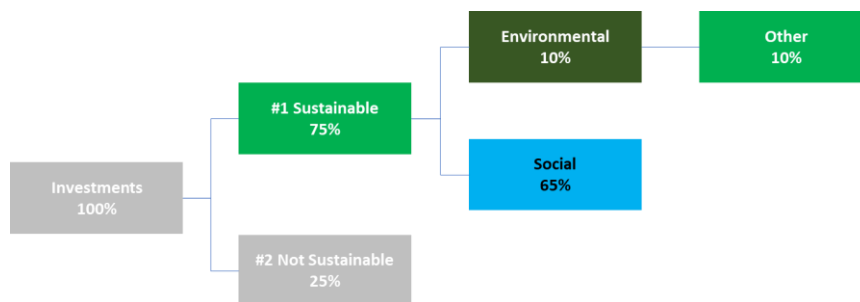 Environmental
10%
Other
10%
#1 Sustainable
75%
Social
65%
Investments
100%
#2 Not Sustainable
25%